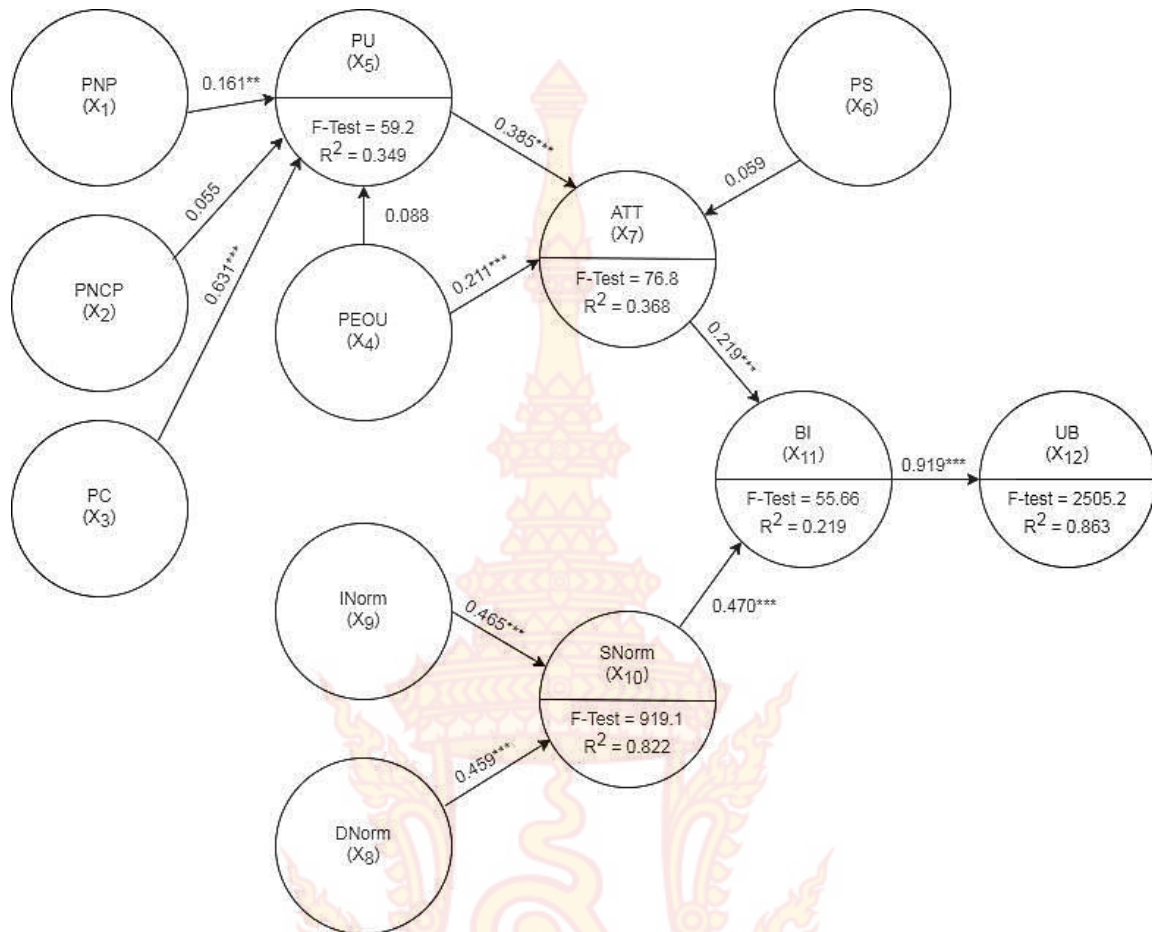 PNP
(X1)
0.161**
PU
(X5)
F-Test = 59.2
R2 = 0.349
PS
(X6)
0.385***
0.059
0.055
0.631***
0.088
ATT
(X7)
F-Test = 76.8
R2 = 0.368
PNCP
(X2)
PEOU
(X4)
0.211***
0.219***
PC
(X3)
BI
(X11)
F-Test = 55.66
R2 = 0.219
0.919***
UB
(X12)
F-test = 2505.2
R2 = 0.863
INorm
(X9)
0.465***
0.470***
SNorm
(X10)
F-Test = 919.1
R2 = 0.822
0.459***
DNorm
(X8)